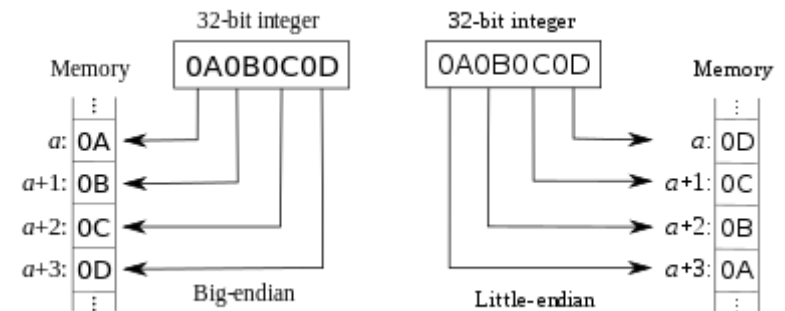 32-bit integer
0A0B0C0D
Memory
⋮
a: 0A
a+1: 0B
a+2: 0C
a+3: 0D
⋮
Big-endian
32-bit integer
0A0B0C0D
Memory
⋮
a: 0D
a+1: 0C
a+2: 0B
a+3: 0A
⋮
Little-endian